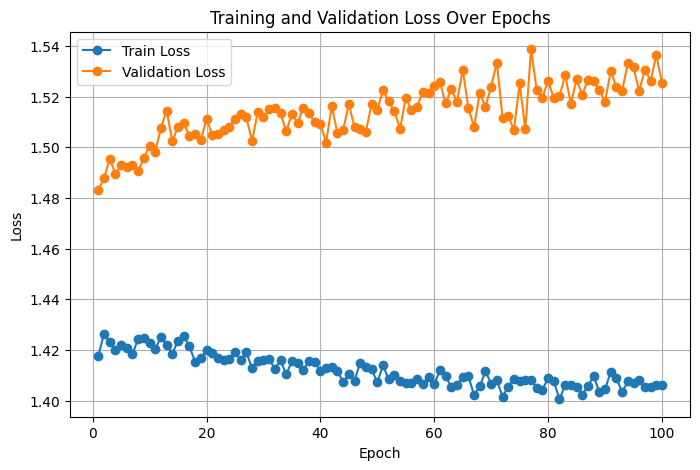 Training and Validation Loss Over Epochs
Train Loss
Validation Loss
1.54
1.52
1.50
1.48
1.46
1.44
1.42
1.40
Loss
0 20 40 60 80 100
Epoch